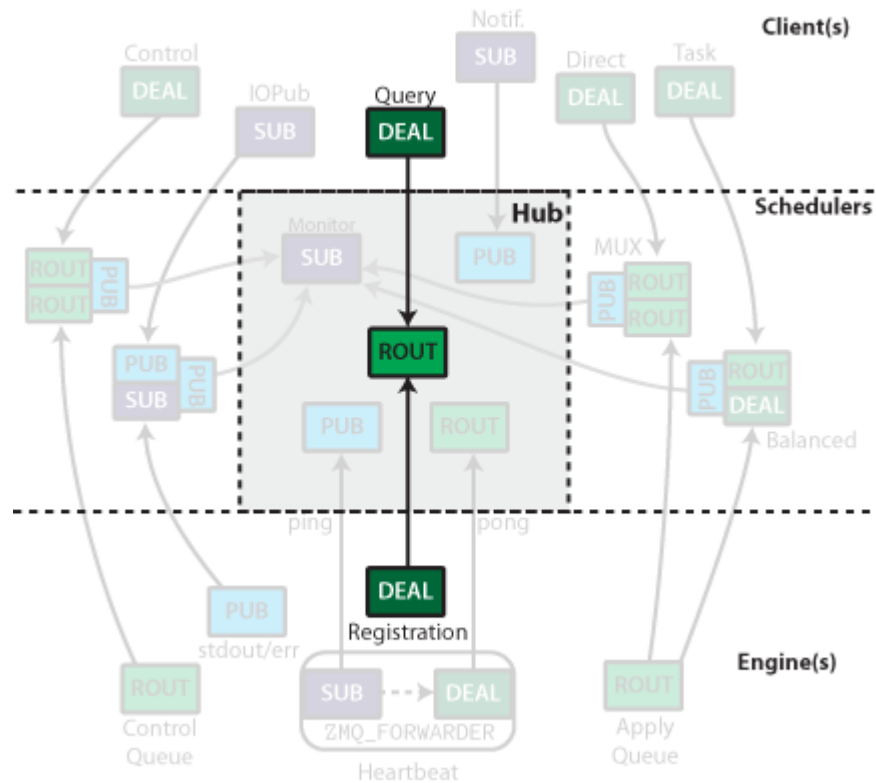 Notif.
Client(s)
Control
SUB
Direct
Task
DEAL
IOPub
Query
DEAL
DEAL
SUB
DEAL
Hub
Schedulers
Monitor
SUB
PUB
MUX
ROUT
PUB
ROUT
PUB
ROUT
ROUT
ROUT
PUB
SUB
PUB
PUB
ROUT
DEAL
Balanced
PUB
ROUT
ping
pong
DEAL
Registration
PUB
stdout/err
Engine(s)
ROUT
Control
Queue
SUB
DEAL
ZMQ_FORWARDER
Heartbeat
ROUT
Apply
Queue